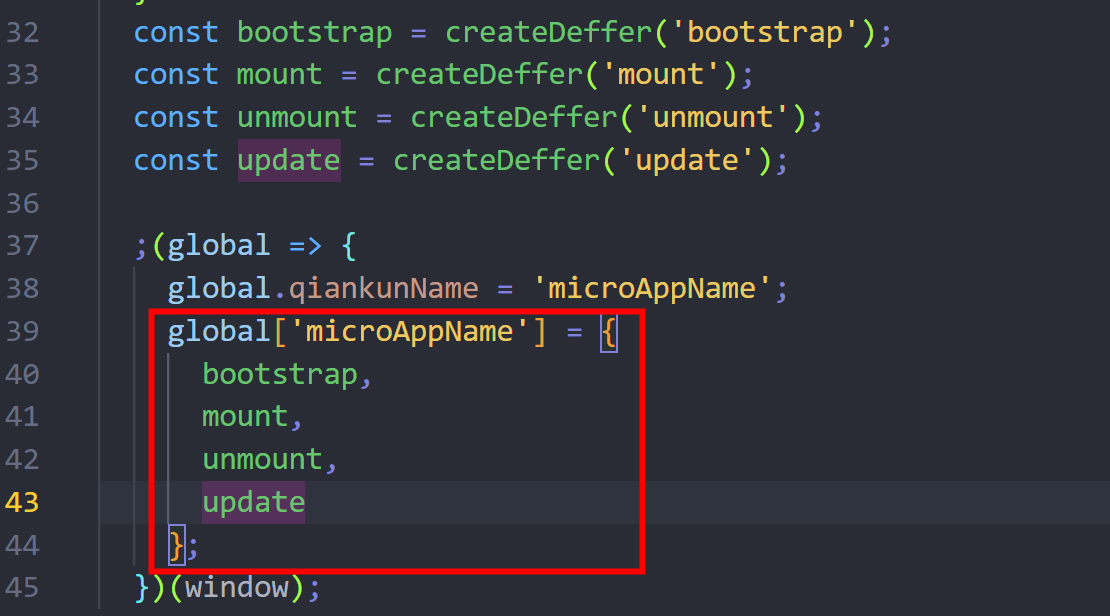 32 const bootstrap = createDeffer('bootstrap');
33 const mount = createDeffer('mount');
34 const unmount = createDeffer('unmount');
35 const update = createDeffer('update');
36
37 ;(global => {
38 global.qiankunName = 'microAppName';
39 global['microAppName'] = {
40 bootstrap,
41 mount,
42 unmount,
43 update
44 };
45 })(window);